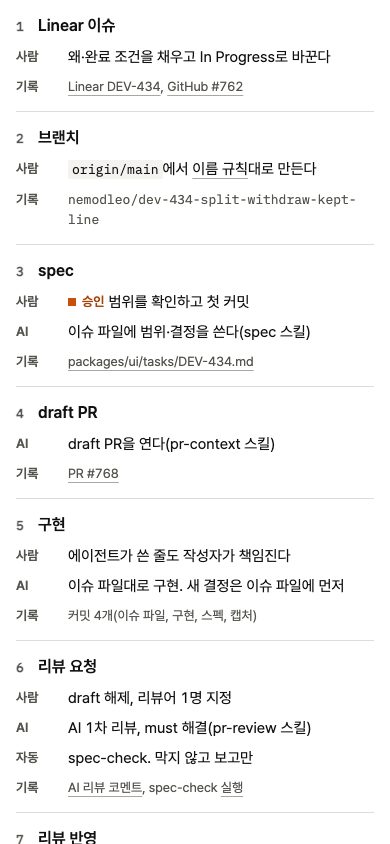 1 Linear 이슈
사람 왜·완료 조건을 채우고 In Progress로 바꾼다
기록 Linear DEV-434, GitHub #762
2 브랜치
사람 origin/main에서 이름 규칙대로 만든다
기록 nemodleo/dev-434-split-withdraw-kept-
line
3 spec
사람 승인 범위를 확인하고 첫 커밋
AI 이슈 파일에 범위·결정을 쓴다(spec 스킬)
기록 packages/ui/tasks/DEV-434.md
4 draft PR
AI draft PR을 연다(pr-context 스킬)
기록 PR #768
5 구현
사람 에이전트가 쓴 줄도 작성자가 책임진다
AI 이슈 파일대로 구현. 새 결정은 이슈 파일에 먼저
기록 커밋 4개(이슈 파일, 구현, 스펙, 캡처)
6 리뷰 요청
사람 draft 해제, 리뷰어 1명 지정
AI AI 1차 리뷰, must 해결(pr-review 스킬)
자동 spec-check. 막지 않고 보고만
기록 AI 리뷰 코멘트, spec-check 실행
7 리뷰 반영